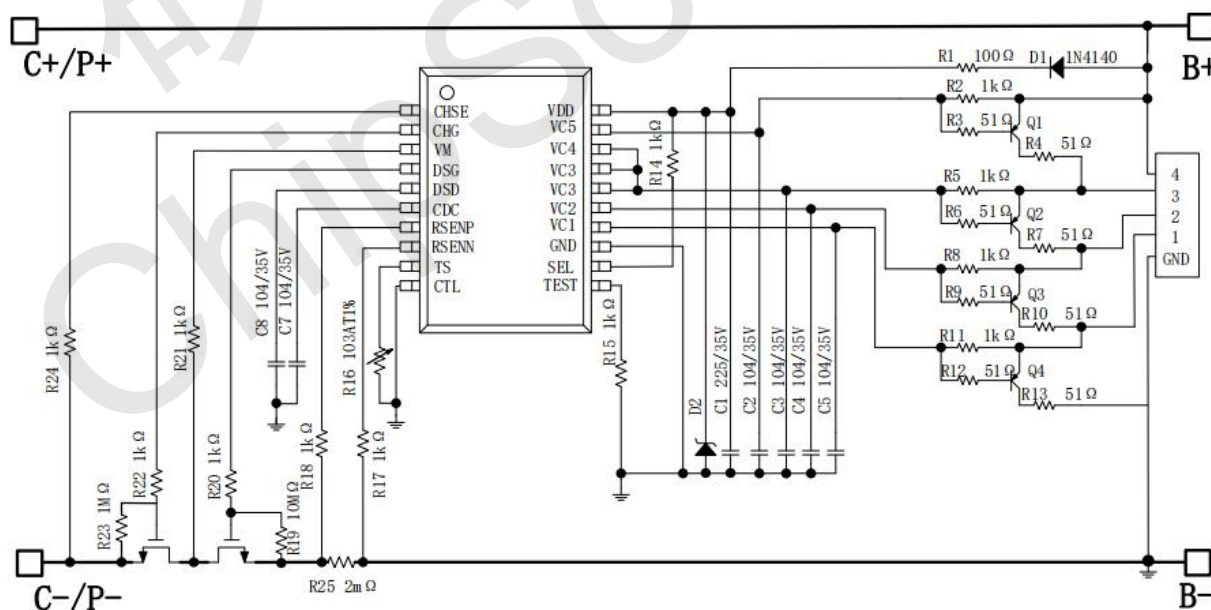 C+/P+
B+
R1 100Ω D1 1N4140
R2 1kΩ
R3 51Ω Q1
R4 51Ω
R5 1kΩ
R6 51Ω Q2
R7 51Ω
R8 1kΩ
R9 51Ω Q3
R10 51Ω
R11 1kΩ
R12 51Ω Q4
R13 51Ω
4
3
2
1
GND
CHSE VDD
CHG VC5
VM VC4
DSG VC3
DSD VC3
CDC VC2
RSENP VC1
RSENN GND
TS SEL
CTL TEST
R14 1kΩ
R24 1kΩ
R21 1kΩ
C8 104/35V
C7 104/35V
R16 103AT1%
R15 1kΩ
D2
C1 225/35V
C2 104/35V
C3 104/35V
C4 104/35V
C5 104/35V
R23 1MΩ
R22 1kΩ
R20 1kΩ
R19 10MΩ
R18 1kΩ
R17 1kΩ
R25 2mΩ
C-/P-
B-